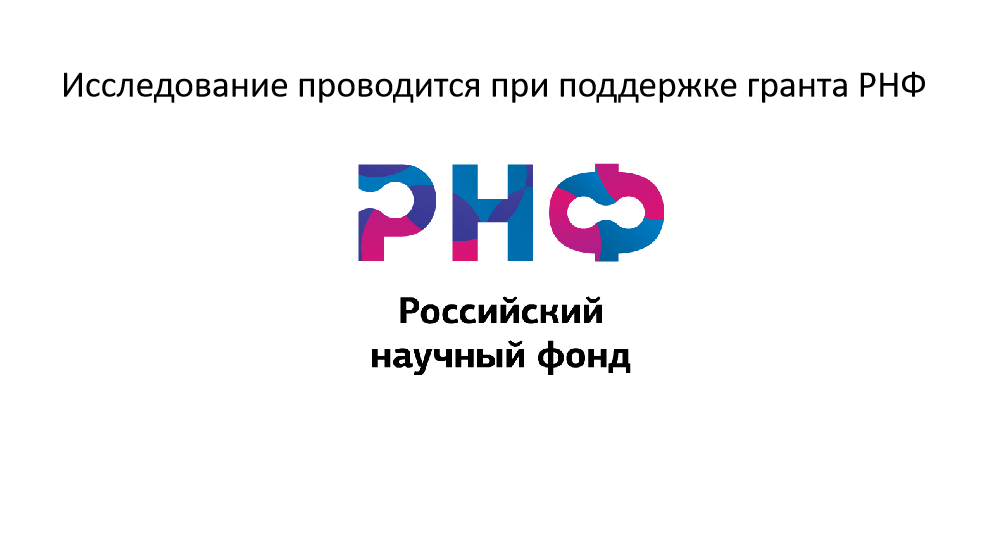 Исследование проводится при поддержке гранта РНФ
РНФ
Российский
научный фонд